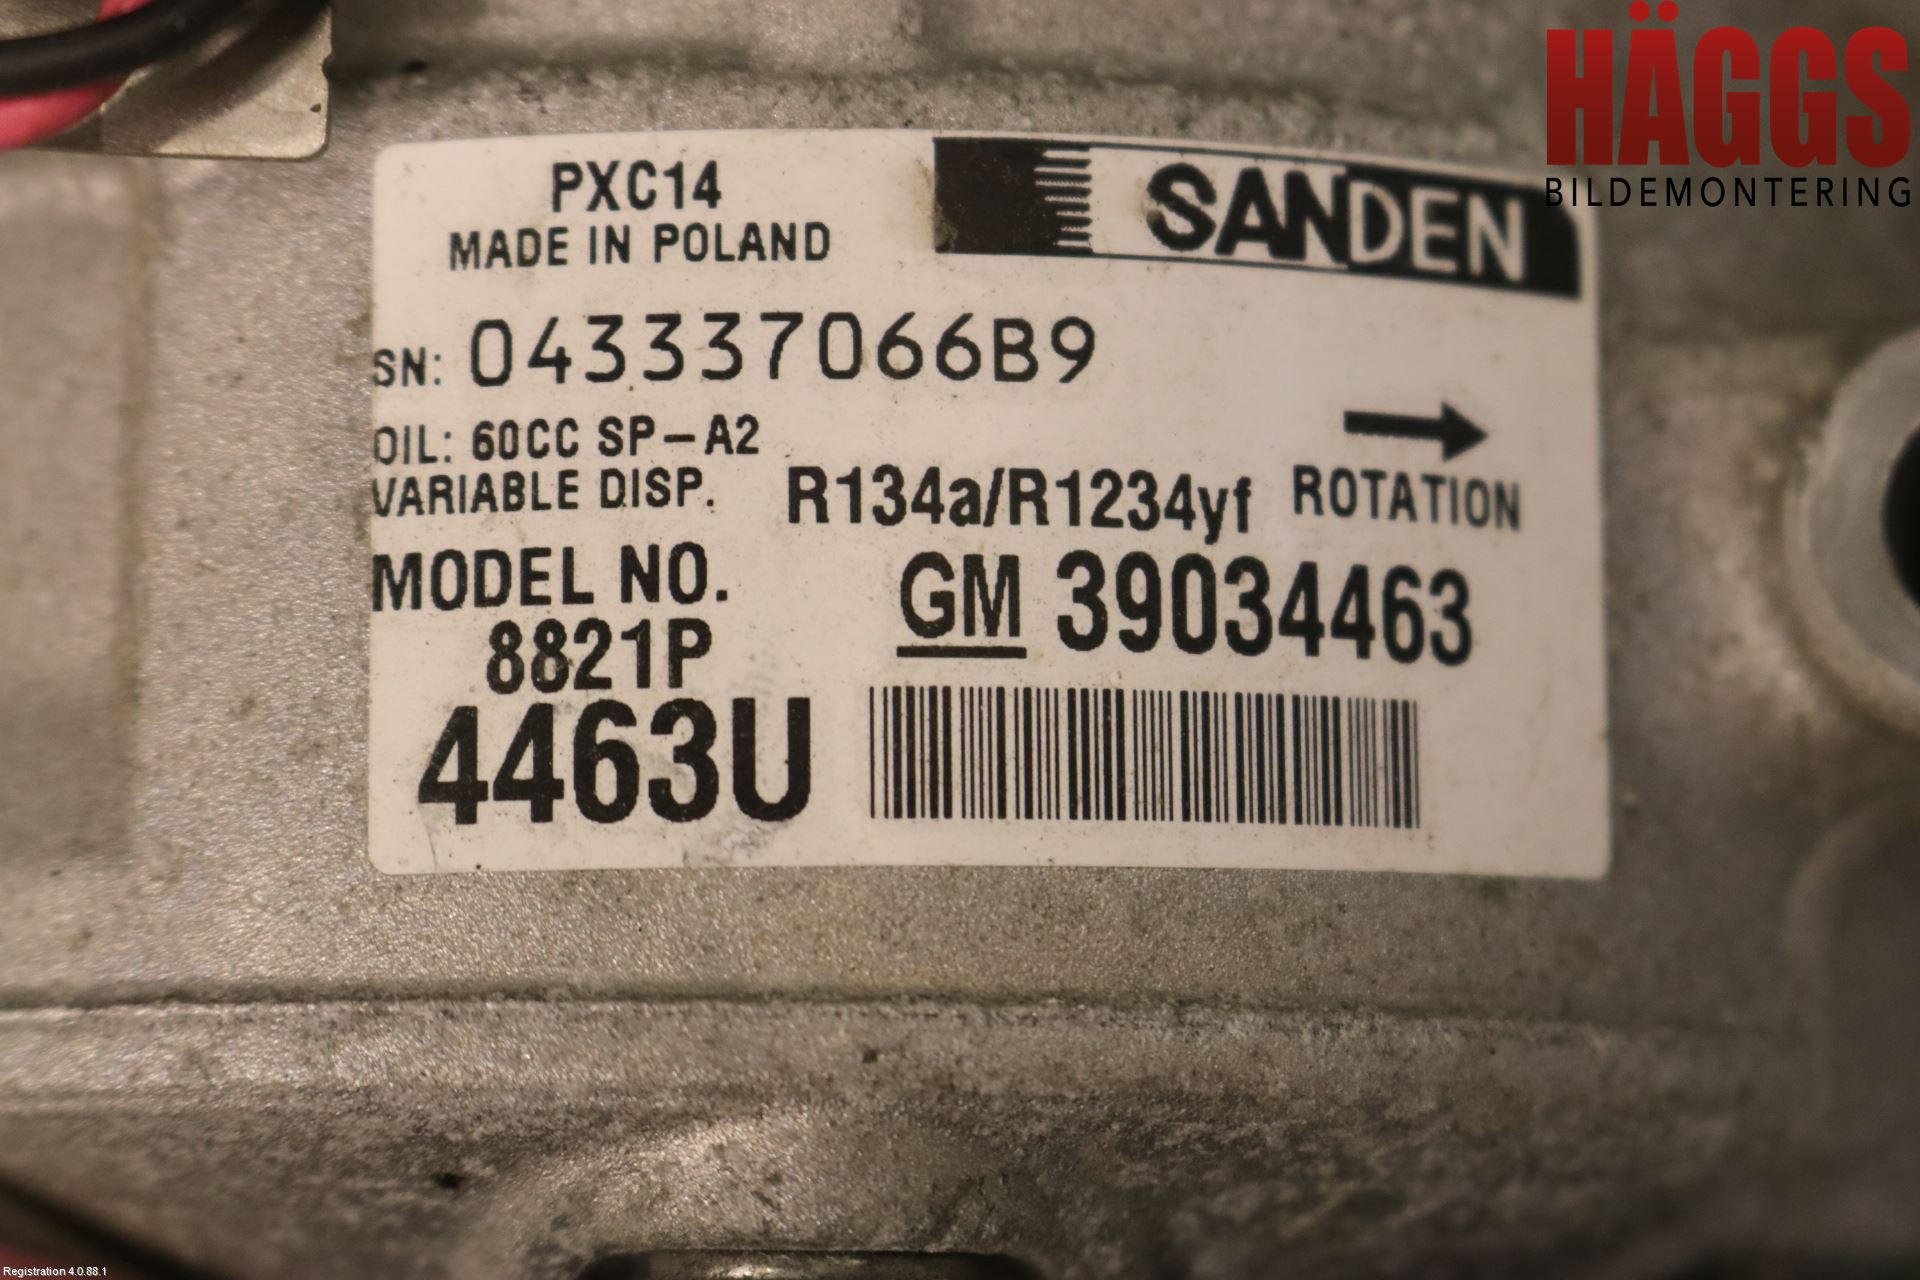 HÄGGS
BILDEMONTERING
PXC14
MADE IN POLAND
SANDEN
SN: 043337066B9
OIL: 60CC SP-A2
VARIABLE DISP.
R134a/R1234yf
ROTATION
MODEL NO.
8821P
4463U
GM 39034463
Registration 4.0.88.1